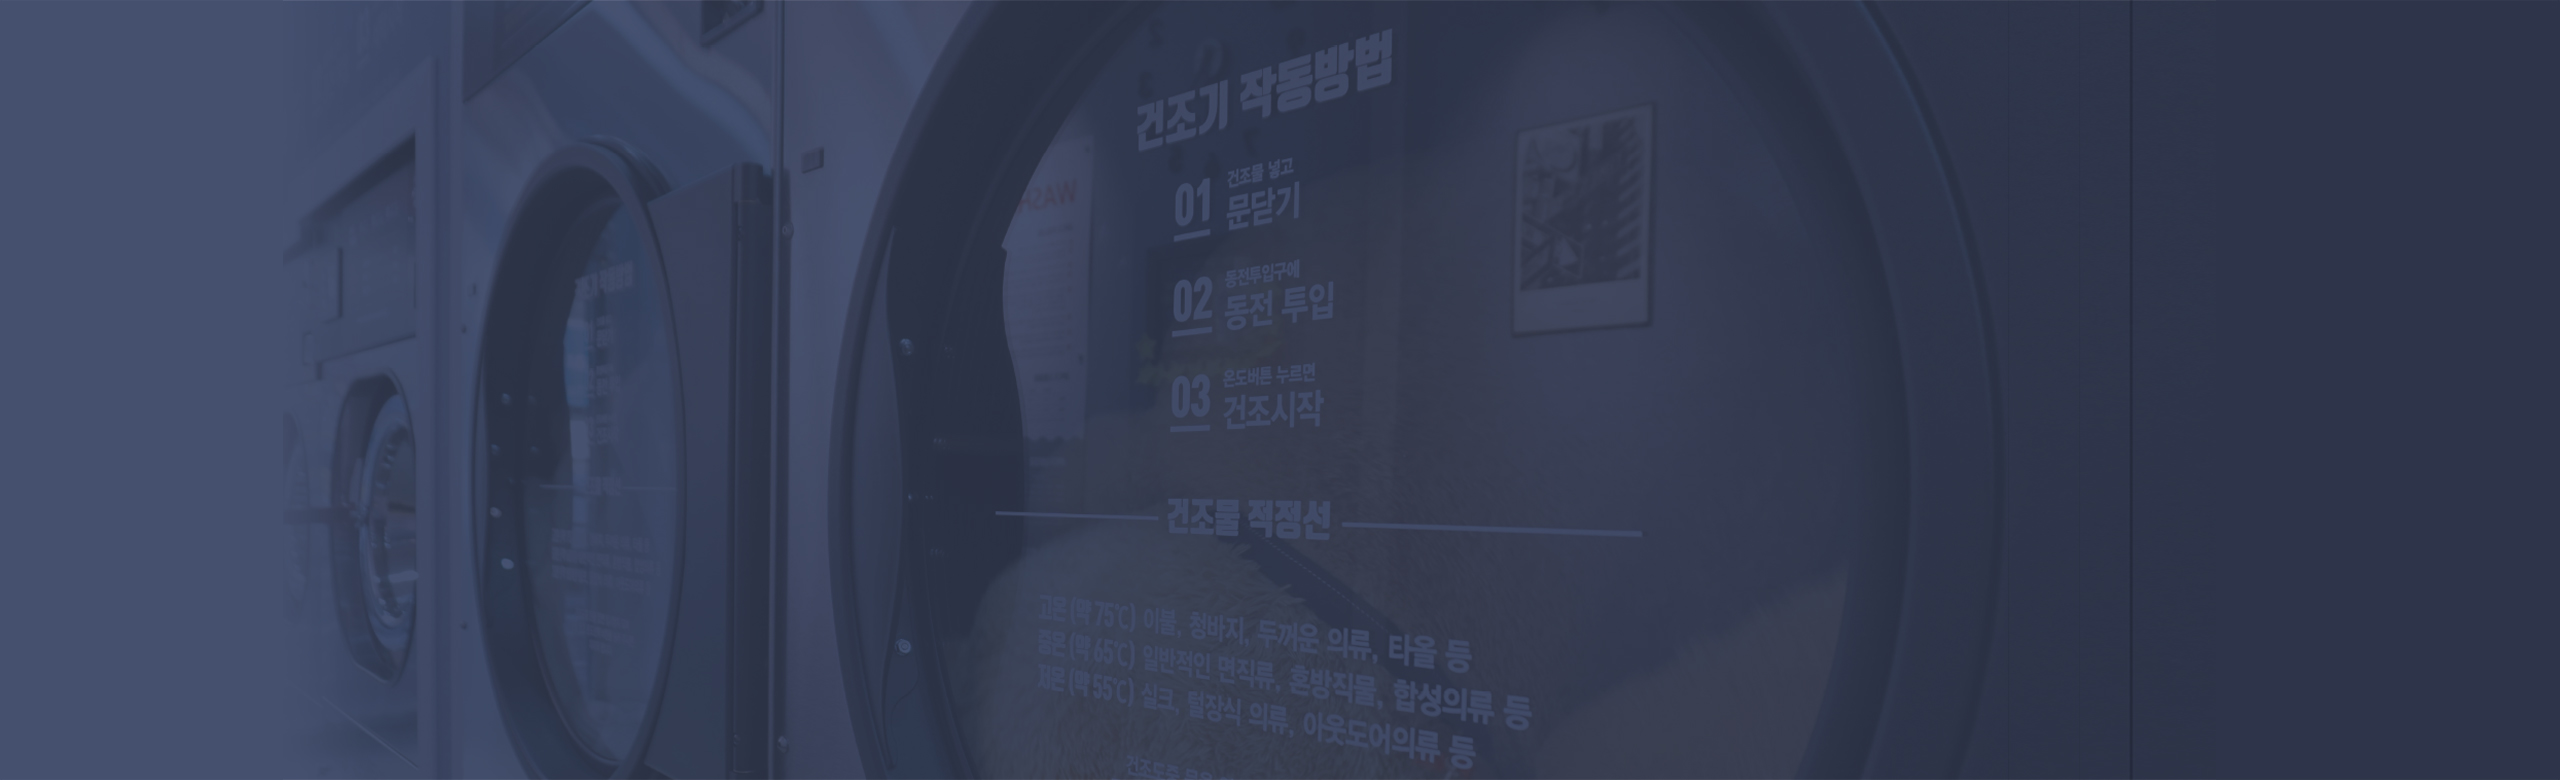 건조기 작동방법
01 건조물 넣고
문닫기
02 동전투입구에
동전 투입
03 온도버튼 누르면
건조시작
건조물 적정선
고온 (약 75℃) 이불, 청바지, 두꺼운 의류, 타올 등
중온 (약 65℃) 일반적인 면직류, 혼방직물, 합성의류 등
저온 (약 55℃) 실크, 털장식 의류, 아웃도어의류 등